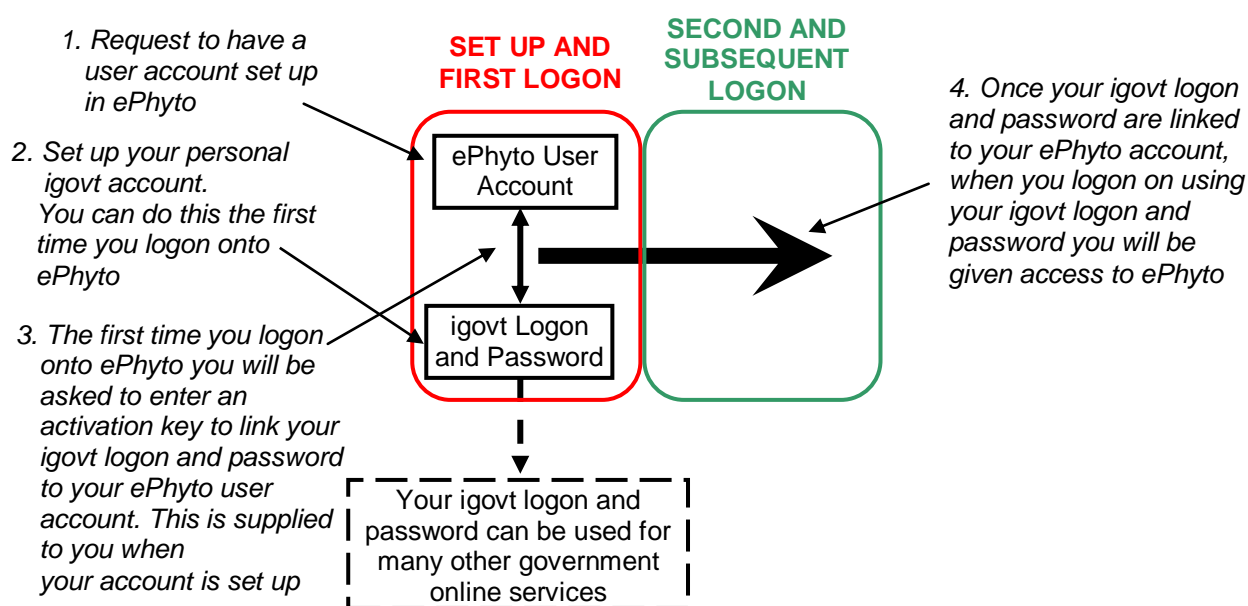 1. Request to have a
user account set up
in ePhyto
2. Set up your personal
igovt account.
You can do this the first
time you logon onto
ePhyto
3. The first time you logon
onto ePhyto you will be
asked to enter an
activation key to link your
igovt logon and password
to your ePhyto user
account. This is supplied
to you when
your account is set up
SET UP AND
FIRST LOGON
ePhyto User
Account
igovt Logon
and Password
Your igovt logon and
password can be used for
many other government
online services
SECOND AND
SUBSEQUENT
LOGON
4. Once your igovt logon
and password are linked
to your ePhyto account,
when you logon on using
your igovt logon and
password you will be
given access to ePhyto